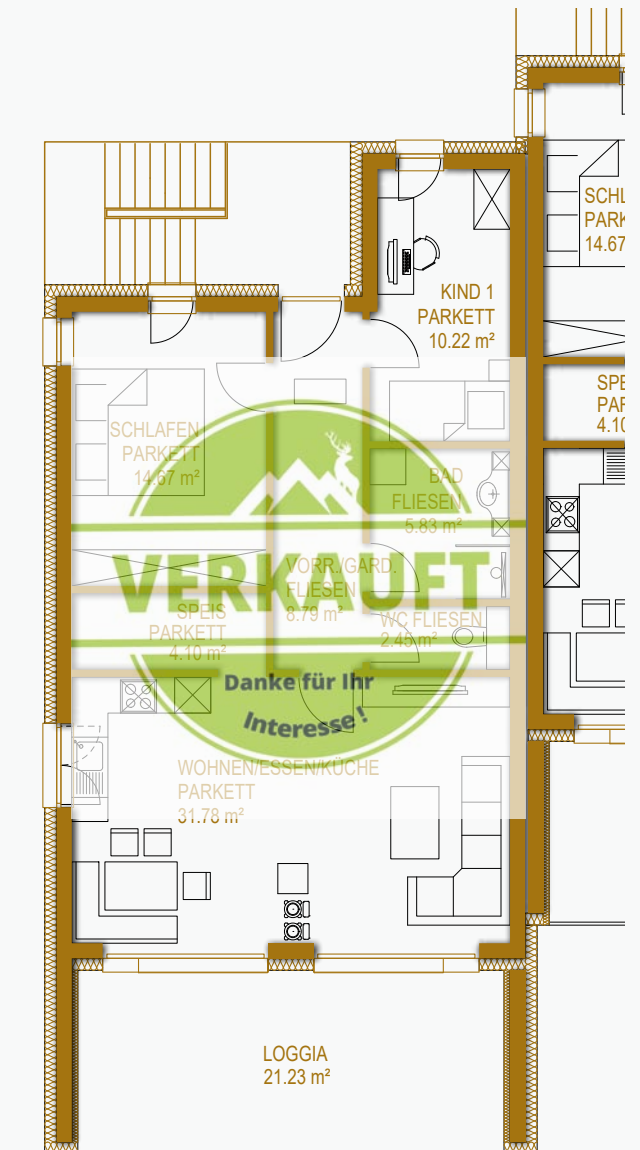 SCHL
PARK
14.67
KIND 1
PARKETT
10.22 m²
SPE
PAR
4.10
SCHLAFEN
PARKETT
14.67 m²
BAD
FLIESEN
5.83 m²
VORR./GARD.
FLIESEN
8.79 m²
VERKAUFT
SPEIS
PARKETT
4.10 m²
WC FLIESEN
2.45 m²
Danke für Ihr
Interesse !
WOHNEN/ESSEN/KÜCHE
PARKETT
31.78 m²
LOGGIA
21.23 m²